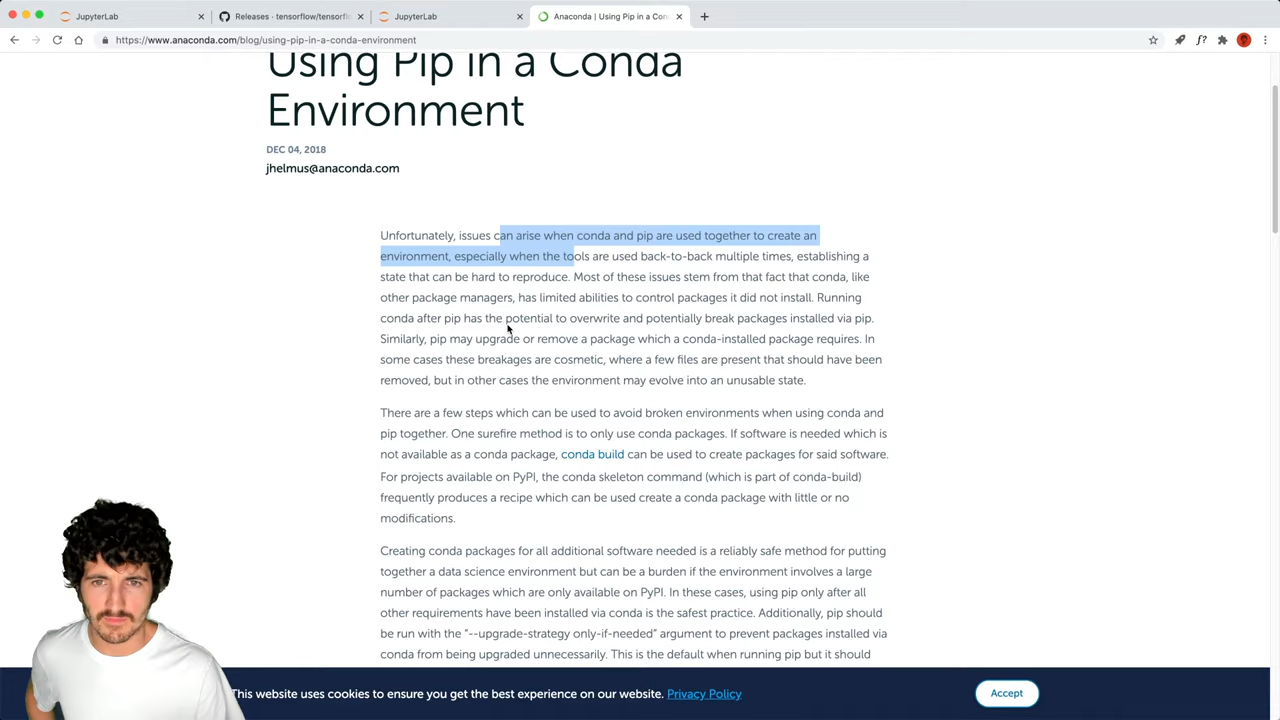 JupyterLab
Releases · tensorflow/tensorfl
JupyterLab
Anaconda | Using Pip in a Con
https://www.anaconda.com/blog/using-pip-in-a-conda-environment
Using Pip in a Conda
Environment
DEC 04, 2018
jhelmus@anaconda.com
Unfortunately, issues can arise when conda and pip are used together to create an
environment, especially when the tools are used back-to-back multiple times, establishing a
state that can be hard to reproduce. Most of these issues stem from that fact that conda, like
other package managers, has limited abilities to control packages it did not install. Running
conda after pip has the potential to overwrite and potentially break packages installed via pip.
Similarly, pip may upgrade or remove a package which a conda-installed package requires. In
some cases these breakages are cosmetic, where a few files are present that should have been
removed, but in other cases the environment may evolve into an unusable state.
There are a few steps which can be used to avoid broken environments when using conda and
pip together. One surefire method is to only use conda packages. If software is needed which is
not available as a conda package, conda build can be used to create packages for said software.
For projects available on PyPI, the conda skeleton command (which is part of conda-build)
frequently produces a recipe which can be used create a conda package with little or no
modifications.
Creating conda packages for all additional software needed is a reliably safe method for putting
together a data science environment but can be a burden if the environment involves a large
number of packages which are only available on PyPI. In these cases, using pip only after all
other requirements have been installed via conda is the safest practice. Additionally, pip should
be run with the “--upgrade-strategy only-if-needed” argument to prevent packages installed via
conda from being upgraded unnecessarily. This is the default when running pip but it should
This website uses cookies to ensure you get the best experience on our website. Privacy Policy
Accept